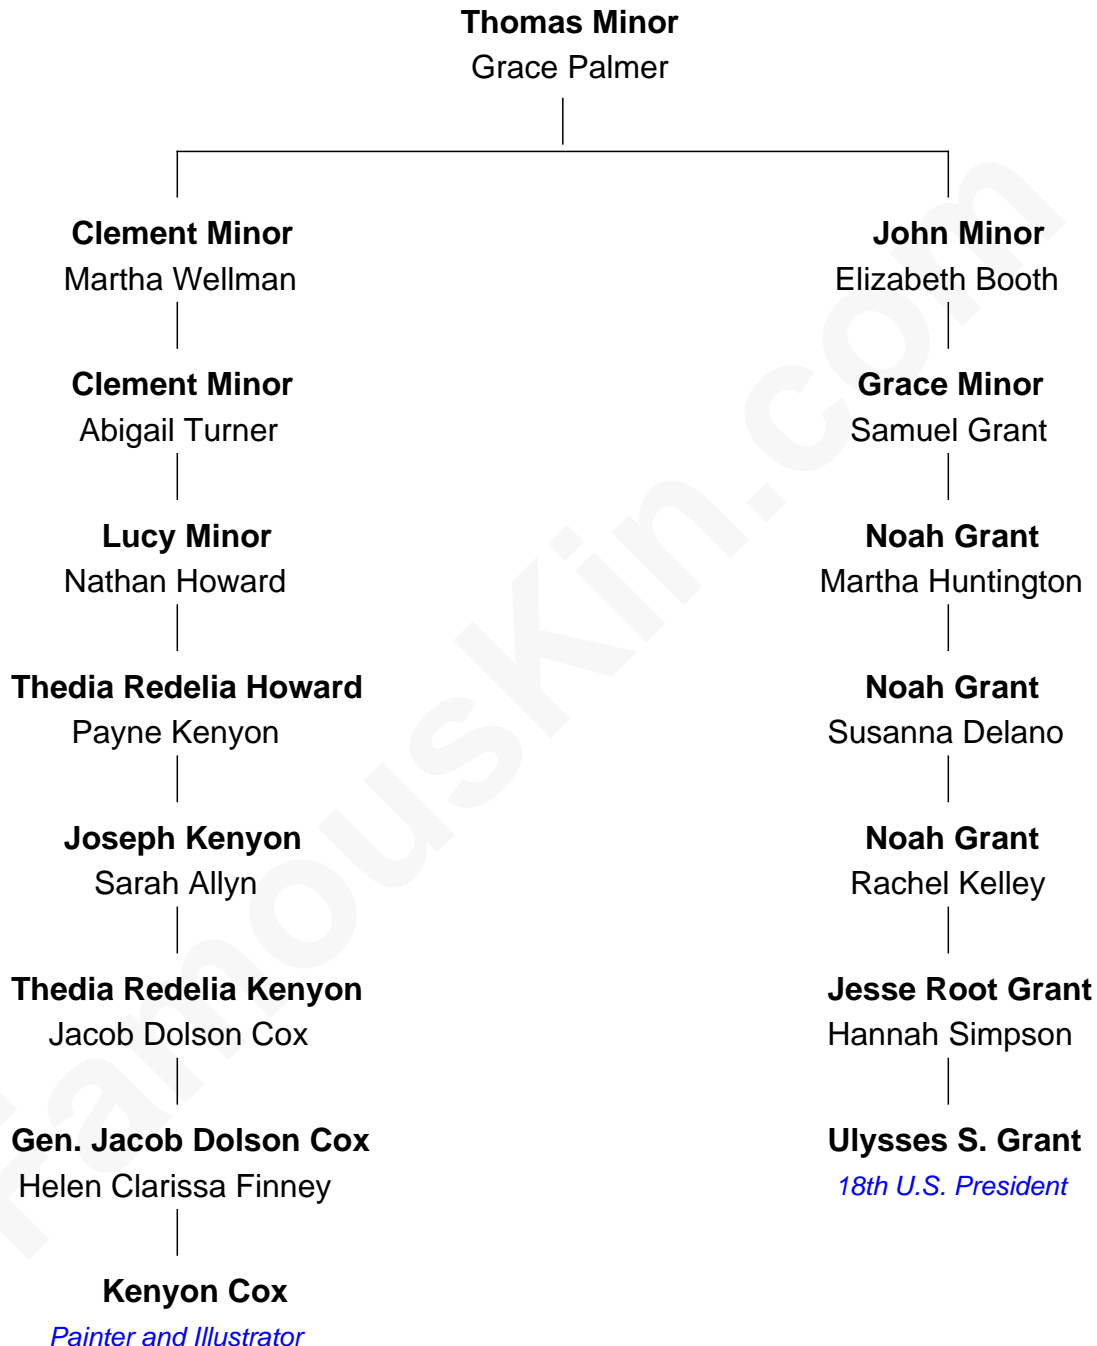 Thomas Minor
Grace Palmer
Clement Minor
Martha Wellman
John Minor
Elizabeth Booth
Clement Minor
Abigail Turner
Grace Minor
Samuel Grant
Lucy Minor
Nathan Howard
Noah Grant
Martha Huntington
Thedia Redelia Howard
Payne Kenyon
Noah Grant
Susanna Delano
Joseph Kenyon
Sarah Allyn
Noah Grant
Rachel Kelley
Thedia Redelia Kenyon
Jacob Dolson Cox
Jesse Root Grant
Hannah Simpson
Gen. Jacob Dolson Cox
Helen Clarissa Finney
Ulysses S. Grant
18th U.S. President
Kenyon Cox
Painter and Illustrator
FamousKin.com